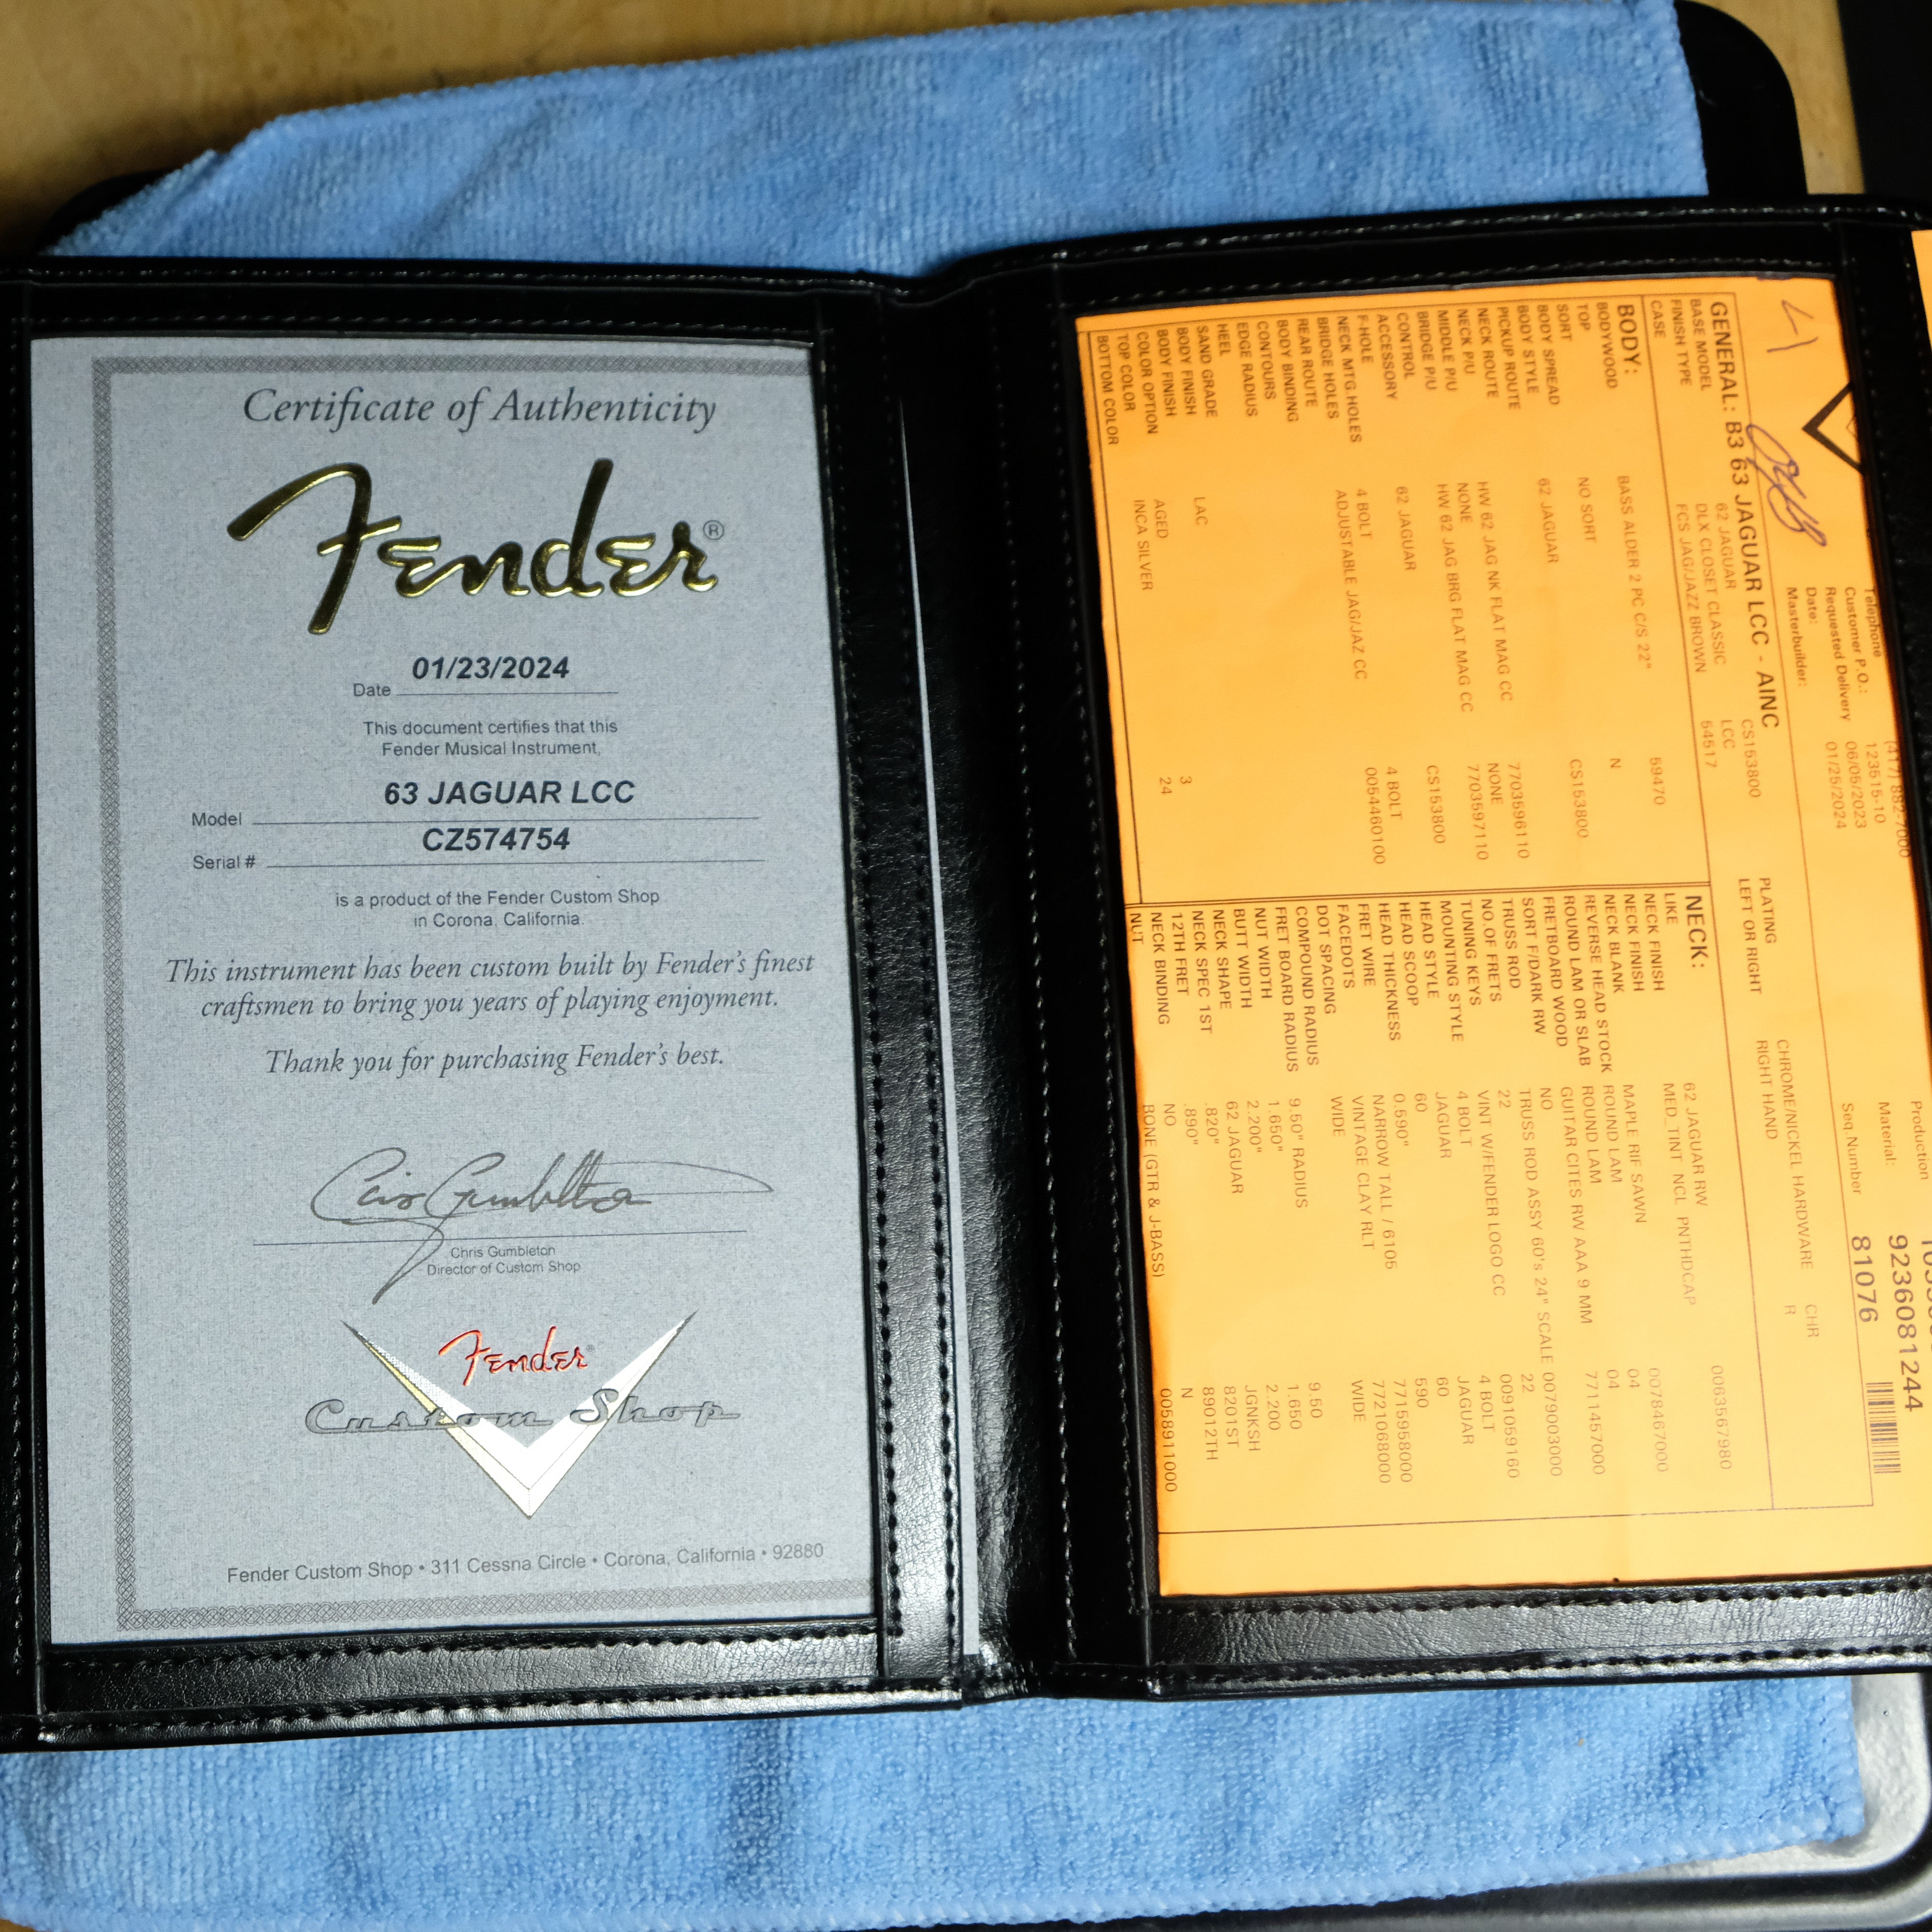 Certificate of Authenticity
Fender®
01/23/2024
Date
This document certifies that this
Fender Musical Instrument,
63 JAGUAR LCC
Model
CZ574754
Serial #
is a product of the Fender Custom Shop
in Corona, California.
This instrument has been custom built by Fender's finest
craftsmen to bring you years of playing enjoyment.
Thank you for purchasing Fender's best.
Chris Gumbleton
Director of Custom Shop
Fender®
Custom Shop
Fender Custom Shop • 311 Cessna Circle • Corona, California • 92880
Production
Material: 9236081244
Seq Number 81076
Telephone
123515-10
Customer P.O.: 06/05/2023
Requested Delivery 01/25/2024
Date:
Masterbuilder:
GENERAL: B3 63 JAGUAR LCC - AINC
BASE MODEL 62 JAGUAR CS153800 PLATING CHROME/NICKEL HARDWARE CHR
FINISH TYPE DLX CLOSET CLASSIC LCC LEFT OR RIGHT RIGHT HAND R
CASE FCS JAG/JAZZ BROWN 64517
BODY:
BODYWOOD BASS ALDER 2 PC C/S 22" 59470
TOP N
SORT NO SORT
BODY SPREAD
BODY STYLE 62 JAGUAR CS153800
PICKUP ROUTE
NECK ROUTE
NECK P/U HW 62 JAG NK FLAT MAG CC 7703596110
MIDDLE P/U NONE NONE
BRIDGE P/U HW 62 JAG BRG FLAT MAG CC 7703597110
CONTROL 62 JAGUAR CS153800
ACCESSORY
F-HOLE
NECK MTG.HOLES 4 BOLT 4 BOLT
BRIDGE HOLES ADJUSTABLE JAG/JAZ CC 0054460100
REAR ROUTE
BODY BINDING
CONTOURS
EDGE RADIUS
HEEL
SAND GRADE
BODY FINISH LAC 3
BODY FINISH
COLOR OPTION AGED 24
TOP COLOR INCA SILVER
BOTTOM COLOR
NECK:
LIKE 62 JAGUAR RW 0063567980
NECK FINISH MED_TINT NCL PNTHDCAP
NECK FINISH
NECK BLANK MAPLE RIF SAWN 0078467000
REVERSE HEAD STOCK ROUND LAM 04
ROUND LAM OR SLAB ROUND LAM 04
FRETBOARD WOOD GUITAR CITES RW AAA 9 MM 7711457000
SORT F/DARK RW NO
TRUSS ROD TRUSS ROD ASSY 60's 24" SCALE 0079003000
NO.OF FRETS 22 22
TUNING KEYS VINT W/FENDER LOGO CC 0091059160
MOUNTING STYLE 4 BOLT 4 BOLT
HEAD STYLE JAGUAR JAGUAR
HEAD SCOOP 60 60
HEAD THICKNESS 0.590" 590
FRET WIRE NARROW TALL / 6105 7715958000
FACEDOTS VINTAGE CLAY RLT 7721068000
DOT SPACING WIDE WIDE
COMPOUND RADIUS
FRET BOARD RADIUS 9.50" RADIUS 9.50
NUT WIDTH 1.650" 1.650
BUTT WIDTH 2.200" 2.200
NECK SHAPE 62 JAGUAR JGNKSH
NECK SPEC 1ST .820" 8201ST
12TH FRET .890" 89012TH
NECK BINDING NO N
NUT BONE (GTR & J-BASS) 0058911000